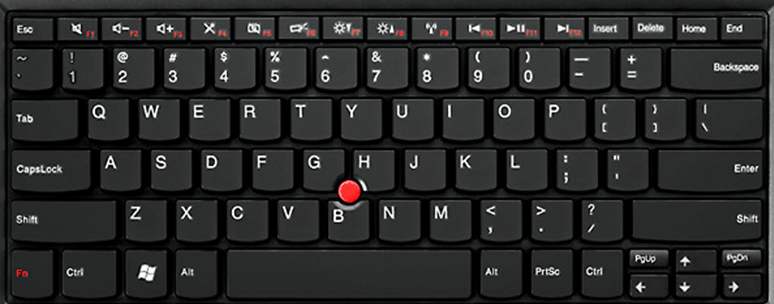 Esc F1 F2 F3 F4 F5 F6 F7 F8 F9 F10 F11 F12 Insert Delete Home End
~ ! @ # $ % ^ & * ( ) — +
` 1 2 3 4 5 6 7 8 9 0 - = Backspace
Tab Q W E R T Y U I O P { } |
[ ] \
CapsLock A S D F G H J K L : " Enter
; '
Shift Z X C V B N M < > ? Shift
, . /
Fn Ctrl Alt Alt PrtSc Ctrl PgUp ↑ PgDn
← ↓ →